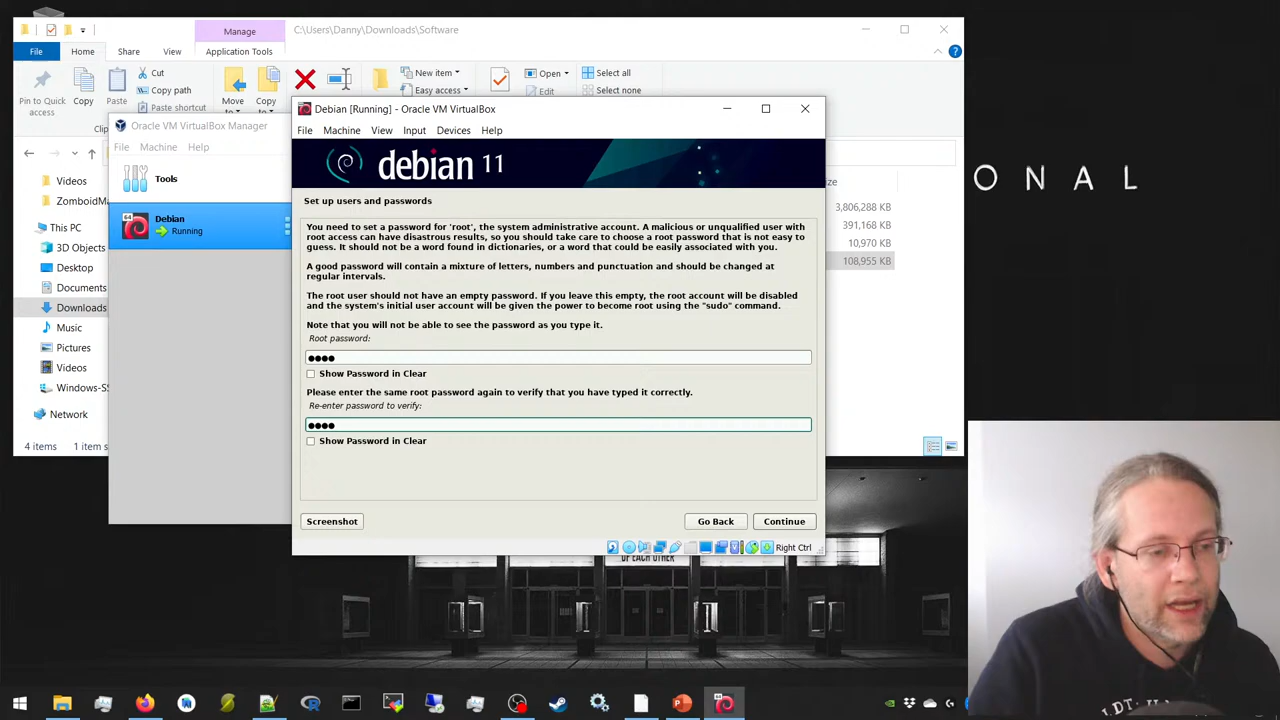 Manage
C:\Users\Danny\Downloads\Software
File
Home
Share
View
Application Tools
Pin to Quick
access
Copy
Paste
Cut
Copy path
Paste shortcut
Move
to
Copy
to
New item
Easy access
Open
Edit
Select all
Select none
Oracle VM VirtualBox Manager
File
Machine
Help
Tools
Debian
Running
Videos
ZomboidM
This PC
3D Objects
Desktop
Documents
Downloads
Music
Pictures
Videos
Windows-SS
Network
4 items
1 item s
3,806,288 KB
391,168 KB
10,970 KB
108,955 KB
Debian [Running] - Oracle VM VirtualBox
File
Machine
View
Input
Devices
Help
debian 11
Set up users and passwords
You need to set a password for 'root', the system administrative account. A malicious or unqualified user with
root access can have disastrous results, so you should take care to choose a root password that is not easy to
guess. It should not be a word found in dictionaries, or a word that could be easily associated with you.
A good password will contain a mixture of letters, numbers and punctuation and should be changed at
regular intervals.
The root user should not have an empty password. If you leave this empty, the root account will be disabled
and the system's initial user account will be given the power to become root using the "sudo" command.
Note that you will not be able to see the password as you type it.
Root password:
●●●●
Show Password in Clear
Please enter the same root password again to verify that you have typed it correctly.
Re-enter password to verify:
●●●●
Show Password in Clear
Screenshot
Go Back
Continue
Right Ctrl
O N A L
OF EACH OTHER